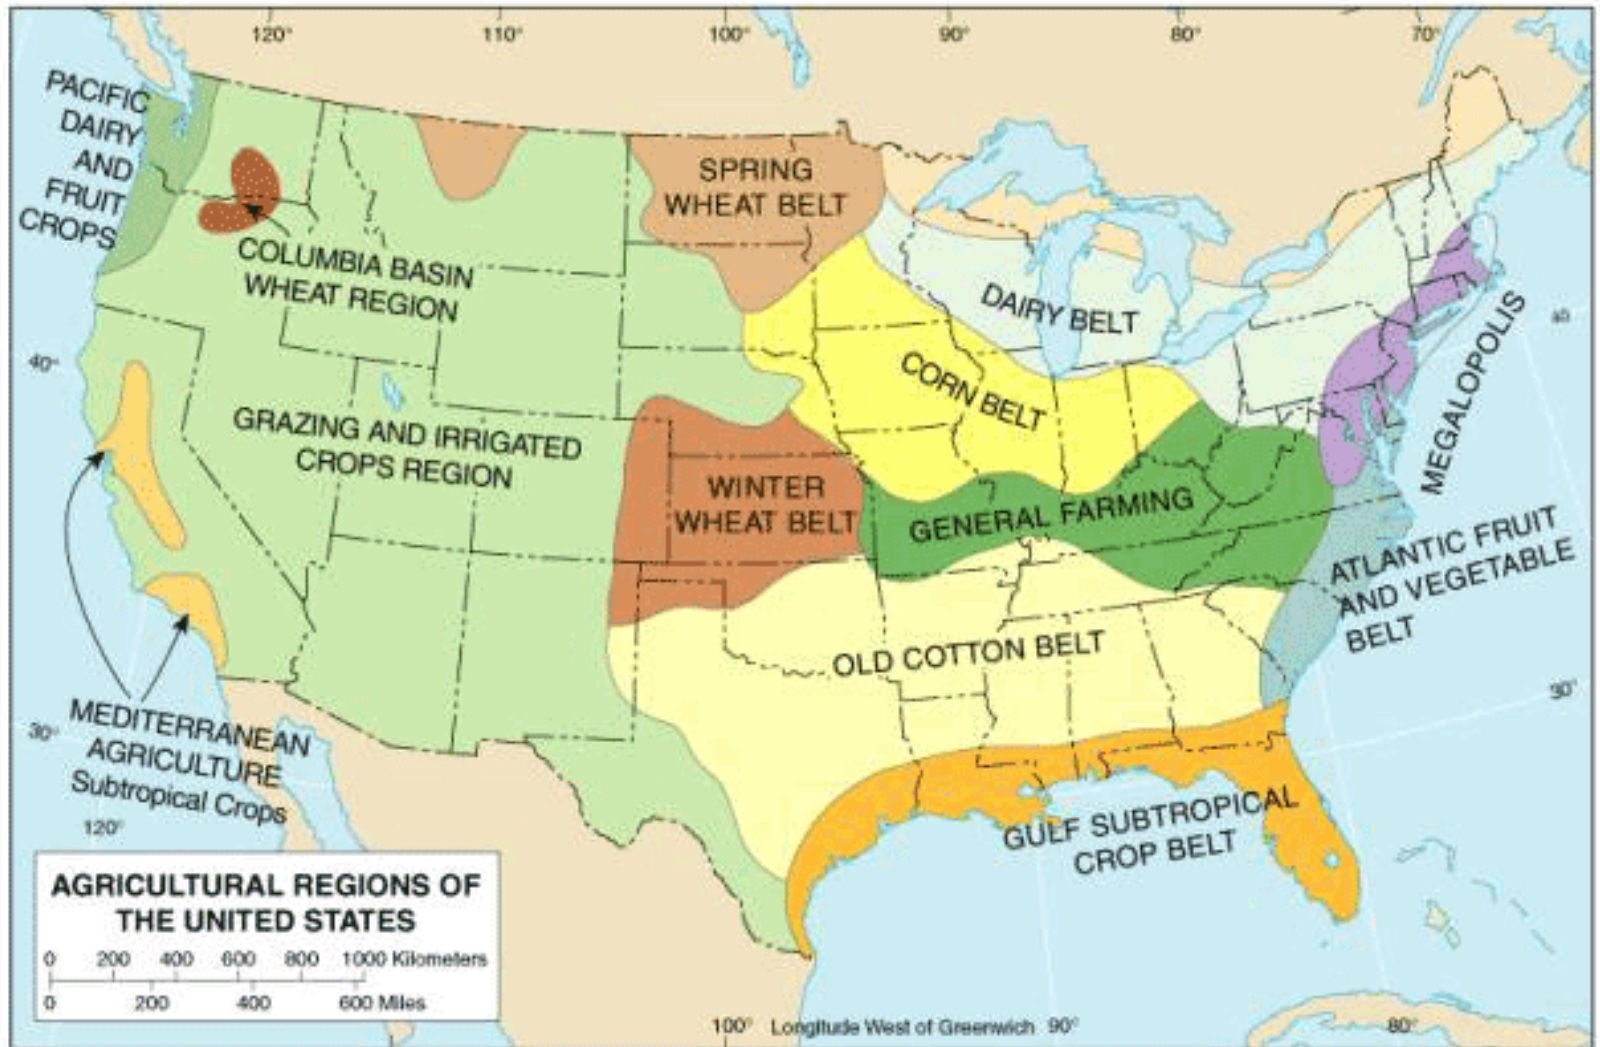 120°
110°
100°
90°
80°
70°
PACIFIC
DAIRY
AND
FRUIT
CROPS
SPRING
WHEAT BELT
COLUMBIA BASIN
WHEAT REGION
DAIRY BELT
CORN BELT
40°
40
GRAZING AND IRRIGATED
CROPS REGION
WINTER
WHEAT BELT
GENERAL FARMING
MEGALOPOLIS
ATLANTIC FRUIT
AND VEGETABLE
BELT
OLD COTTON BELT
30°
30°
MEDITERRANEAN
AGRICULTURE
Subtropical Crops
GULF SUBTROPICAL
CROP BELT
120°
AGRICULTURAL REGIONS OF
THE UNITED STATES
0 200 400 600 800 1000 Kilometers
0 200 400 600 Miles
100° Longitude West of Greenwich 90° 80°